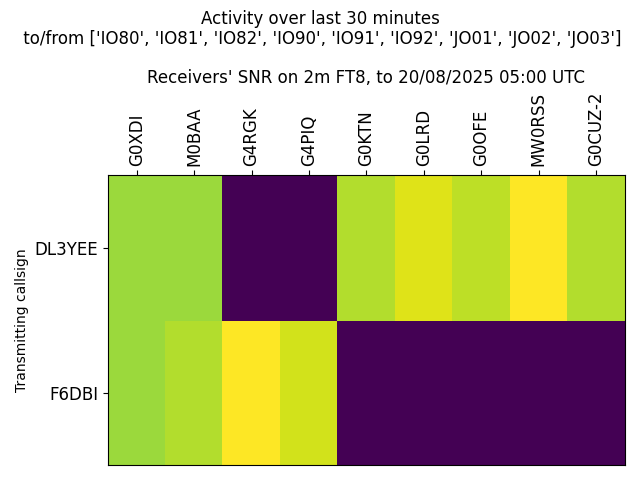 Activity over last 30 minutes
to/from ['IO80', 'IO81', 'IO82', 'IO90', 'IO91', 'IO92', 'JO01', 'JO02', 'JO03']
Receivers' SNR on 2m FT8, to 20/08/2025 05:00 UTC
G0XDI
M0BAA
G4RGK
G4PIQ
G0KTN
G0LRD
G0OFE
MW0RSS
G0CUZ-2
Transmitting callsign
DL3YEE
F6DBI